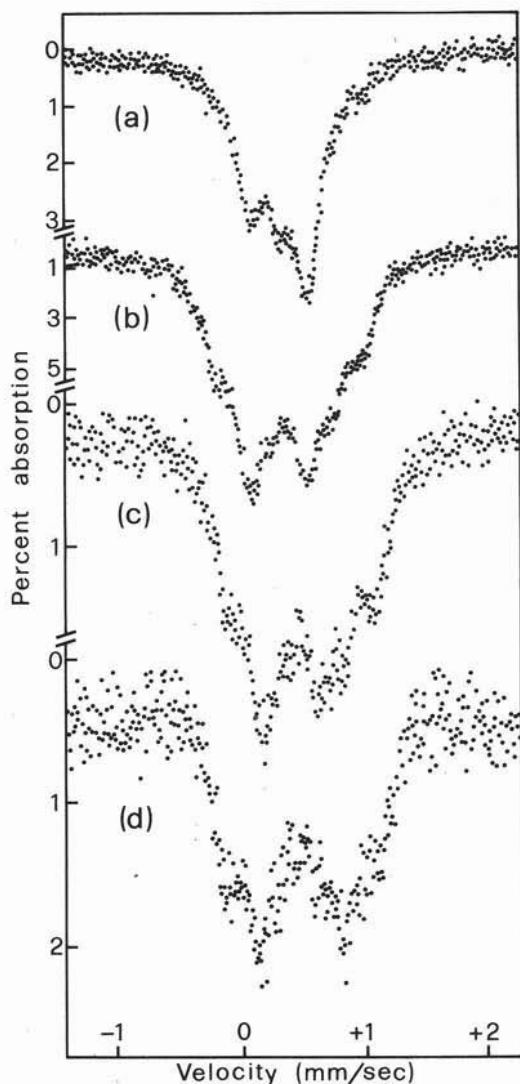 0
1
(a)
2
3
1
(b)
3
5
0
(c)
1
0
1
(d)
2
Percent absorption
-1 0 +1 +2
Velocity (mm/sec)